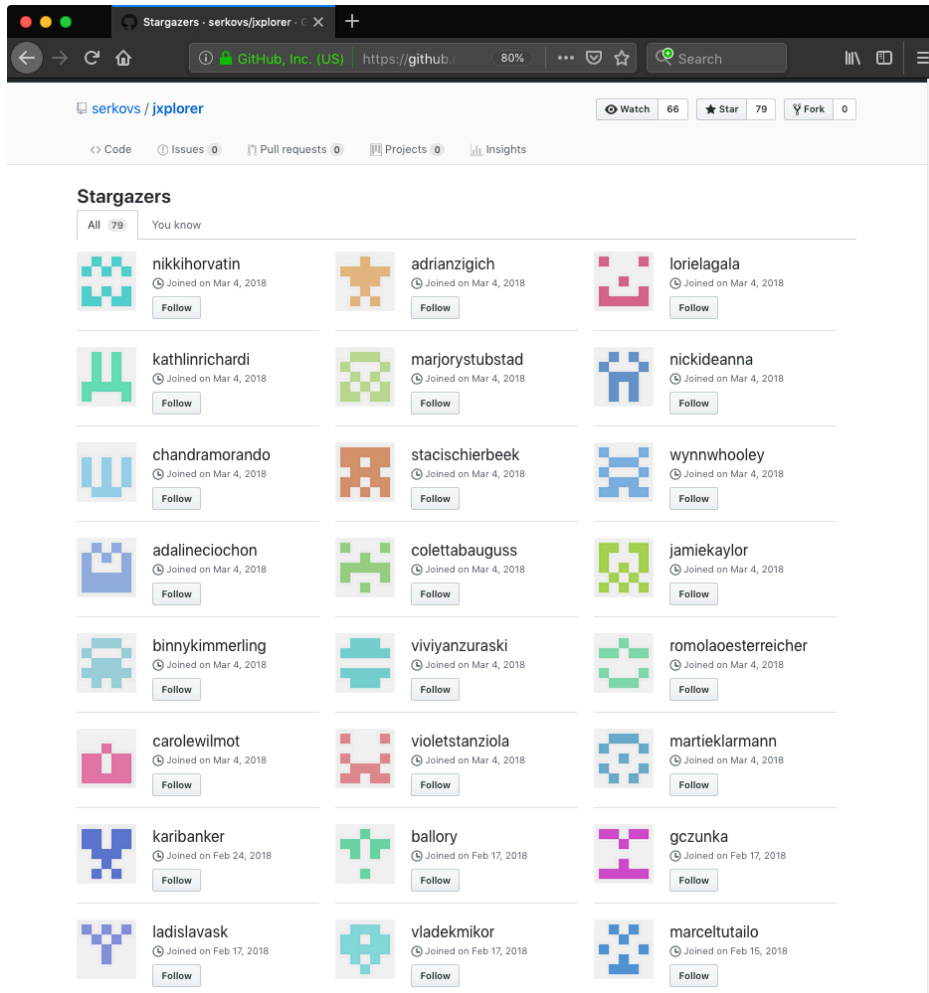 Stargazers · serkovs/jxplorer · G
GitHub, Inc. (US) https://github.c 80% Search
serkovs / jxplorer Watch 66 Star 79 Fork 0
Code Issues 0 Pull requests 0 Projects 0 Insights
Stargazers
All 79 You know
nikkihorvatin adrianzigich lorielagala
Joined on Mar 4, 2018 Joined on Mar 4, 2018 Joined on Mar 4, 2018
Follow Follow Follow
kathlinrichardi marjorystubstad nickideanna
Joined on Mar 4, 2018 Joined on Mar 4, 2018 Joined on Mar 4, 2018
Follow Follow Follow
chandramorando stacischierbeek wynnwhooley
Joined on Mar 4, 2018 Joined on Mar 4, 2018 Joined on Mar 4, 2018
Follow Follow Follow
adalineciochon colettabauguss jamiekaylor
Joined on Mar 4, 2018 Joined on Mar 4, 2018 Joined on Mar 4, 2018
Follow Follow Follow
binnykimmerling viviyanzuraski romolaoesterreicher
Joined on Mar 4, 2018 Joined on Mar 4, 2018 Joined on Mar 4, 2018
Follow Follow Follow
carolewilmot violetstanziola martieklarmann
Joined on Mar 4, 2018 Joined on Mar 4, 2018 Joined on Mar 4, 2018
Follow Follow Follow
karibanker ballory gczunka
Joined on Feb 24, 2018 Joined on Feb 17, 2018 Joined on Feb 17, 2018
Follow Follow Follow
ladislavask vladekmikor marceltutailo
Joined on Feb 17, 2018 Joined on Feb 17, 2018 Joined on Feb 15, 2018
Follow Follow Follow